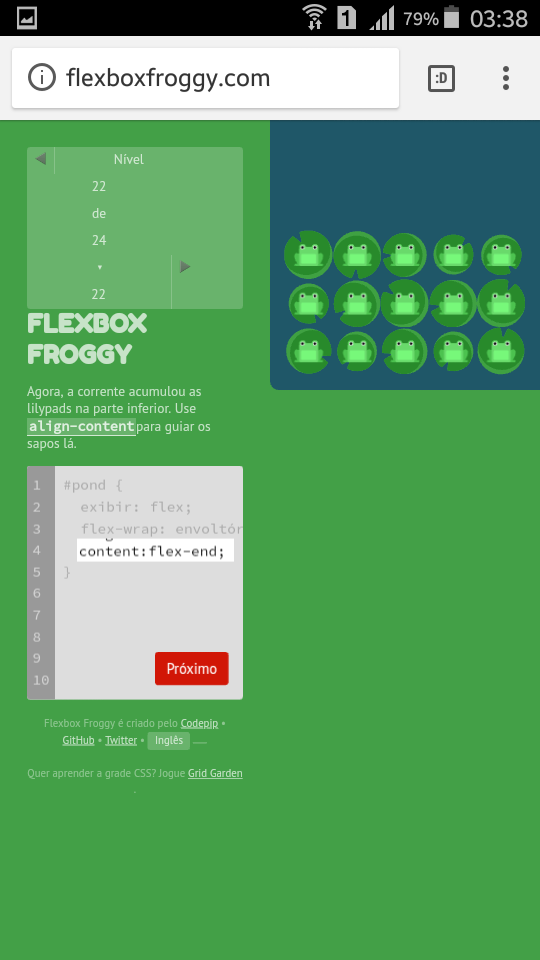 1 79% 03:38
flexboxfroggy.com :D
Nível
22
de
24
▾
22
FLEXBOX
FROGGY
Agora, a corrente acumulou as
lilypads na parte inferior. Use
align-content para guiar os
sapos lá.
1 #pond {
2 exibir: flex;
3 flex-wrap: envoltór
4 content:flex-end;
5 }
6
7
8
9
10
Próximo
Flexbox Froggy é criado pelo Codepip •
GitHub • Twitter • Inglês
Quer aprender a grade CSS? Jogue Grid Garden
.